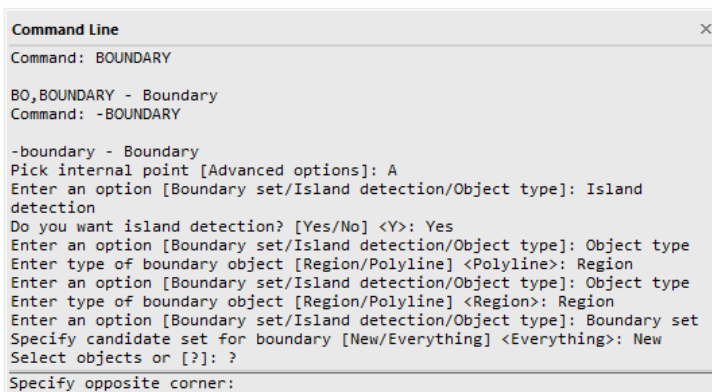 Command Line
Command: BOUNDARY
BO,BOUNDARY - Boundary
Command: -BOUNDARY
-boundary - Boundary
Pick internal point [Advanced options]: A
Enter an option [Boundary set/Island detection/Object type]: Island
detection
Do you want island detection? [Yes/No] <Y>: Yes
Enter an option [Boundary set/Island detection/Object type]: Object type
Enter type of boundary object [Region/Polyline] <Polyline>: Region
Enter an option [Boundary set/Island detection/Object type]: Object type
Enter type of boundary object [Region/Polyline] <Region>: Region
Enter an option [Boundary set/Island detection/Object type]: Boundary set
Specify candidate set for boundary [New/Everything] <Everything>: New
Select objects or [?]: ?
Specify opposite corner: